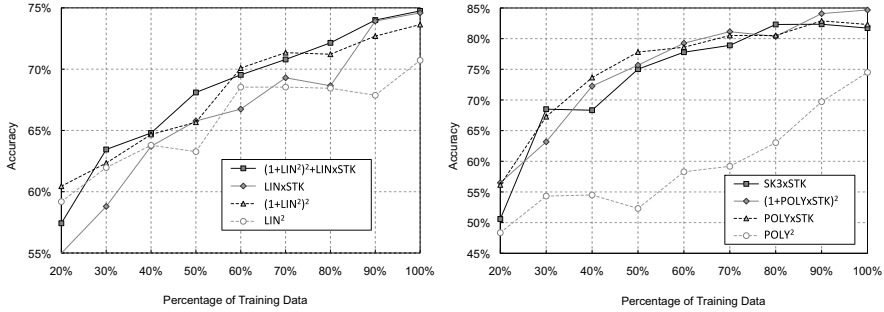 75%
70%
65%
60%
55%
Accuracy
(1+LIN²)²+LINxSTK
LINxSTK
(1+LIN²)²
LIN²
20% 30% 40% 50% 60% 70% 80% 90% 100%
Percentage of Training Data
85%
80%
75%
70%
65%
60%
55%
50%
45%
Accuracy
SK3xSTK
(1+POLYxSTK)²
POLYxSTK
POLY²
20% 30% 40% 50% 60% 70% 80% 90% 100%
Percentage of Training Data